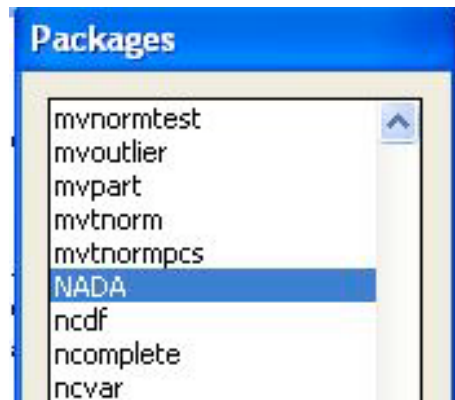 Packages
mvnormtest
mvoutlier
mvpart
mvtnorm
mvtnormpcs
NADA
ncdf
ncomplete
ncvar